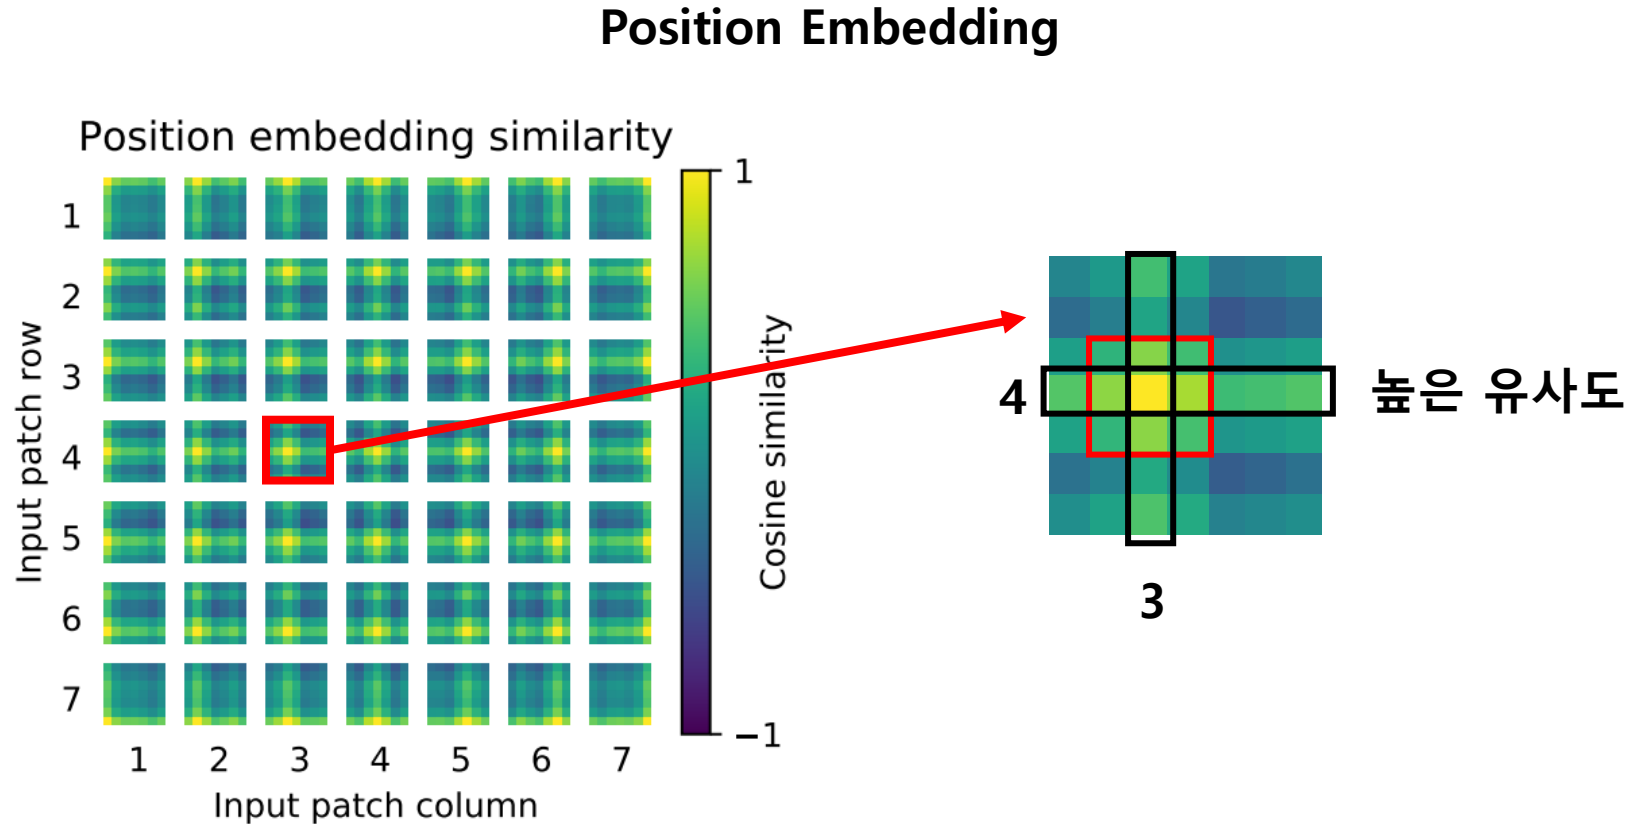 Position Embedding
Position embedding similarity
1
2
3
4
5
6
7
Input patch row
1 2 3 4 5 6 7
Input patch column
1
−1
Cosine similarity
4
높은 유사도
3